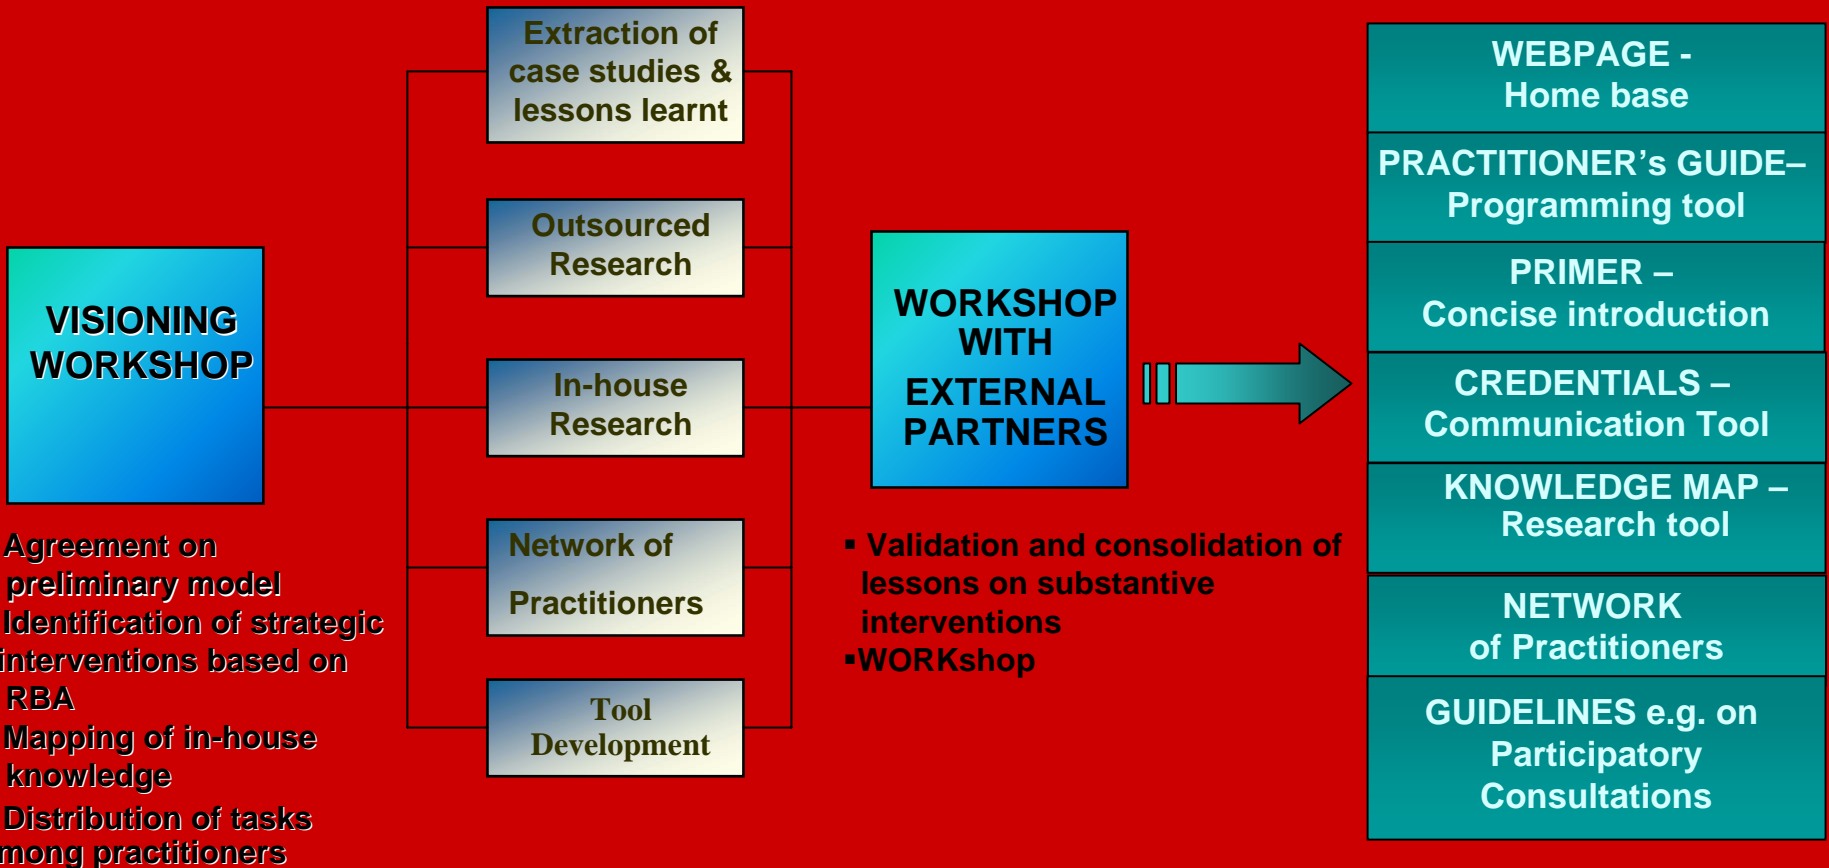 VISIONING
WORKSHOP
Agreement on
preliminary model
Identification of strategic
interventions based on
RBA
Mapping of in-house
knowledge
Distribution of tasks
mong practitioners
Extraction of
case studies &
lessons learnt
Outsourced
Research
In-house
Research
Network of
Practitioners
Tool
Development
WORKSHOP
WITH
EXTERNAL
PARTNERS
▪ Validation and consolidation of
lessons on substantive
interventions
▪WORKshop
WEBPAGE -
Home base
PRACTITIONER's GUIDE–
Programming tool
PRIMER –
Concise introduction
CREDENTIALS –
Communication Tool
KNOWLEDGE MAP –
Research tool
NETWORK
of Practitioners
GUIDELINES e.g. on
Participatory
Consultations